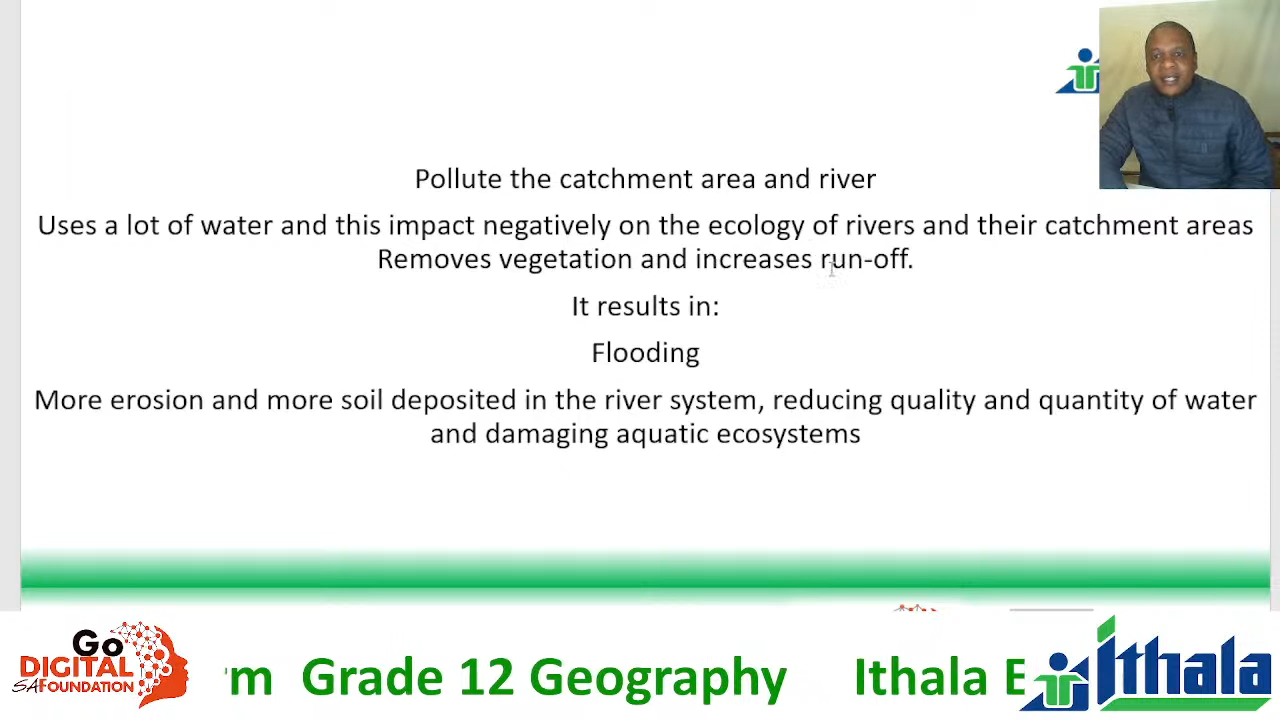 Pollute the catchment area and river
Uses a lot of water and this impact negatively on the ecology of rivers and their catchment areas
Removes vegetation and increases run-off.
It results in:
Flooding
More erosion and more soil deposited in the river system, reducing quality and quantity of water
and damaging aquatic ecosystems
Go
DIGITAL
SA FOUNDATION
rm Grade 12 Geography Ithala E
Ithala